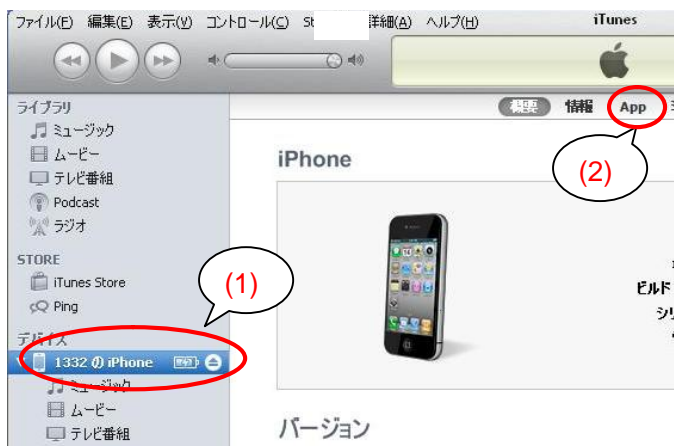 ファイル(F) 編集(E) 表示(V) コントロール(C) St 詳細(A) ヘルプ(H) iTunes
概要 情報 App
ライブラリ
ミュージック
ムービー
テレビ番組
Podcast
ラジオ
STORE
iTunes Store
Ping
デバイス
1332 の iPhone
ミュージック
ムービー
テレビ番組
(1)
(2)
iPhone
ビルド
シリ
バージョン